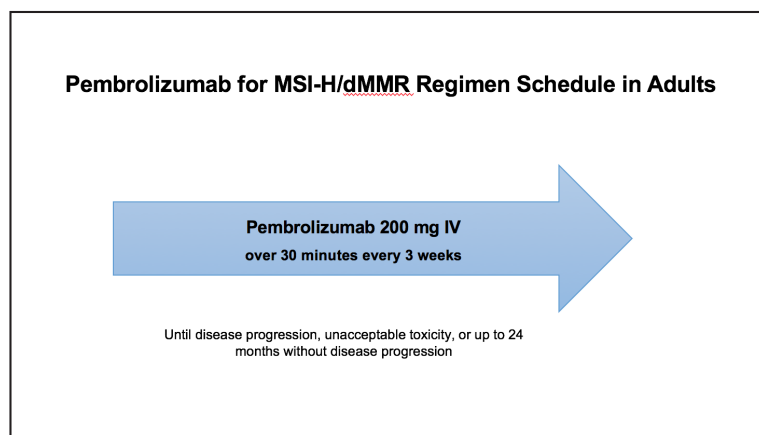 Pembrolizumab for MSI-H/dMMR Regimen Schedule in Adults
Pembrolizumab 200 mg IV
over 30 minutes every 3 weeks
Until disease progression, unacceptable toxicity, or up to 24
months without disease progression